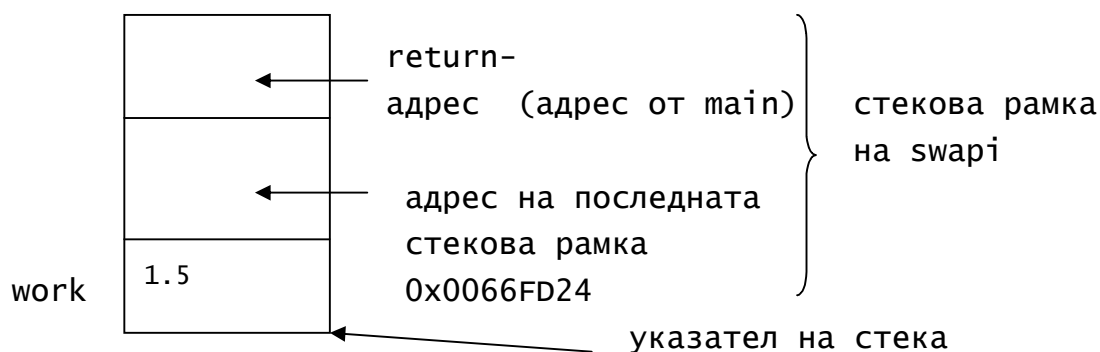 return-
адрес (адрес от main)
стекова рамка
на swapi
адрес на последната
стекова рамка
0x0066FD24
work
1.5
указател на стека